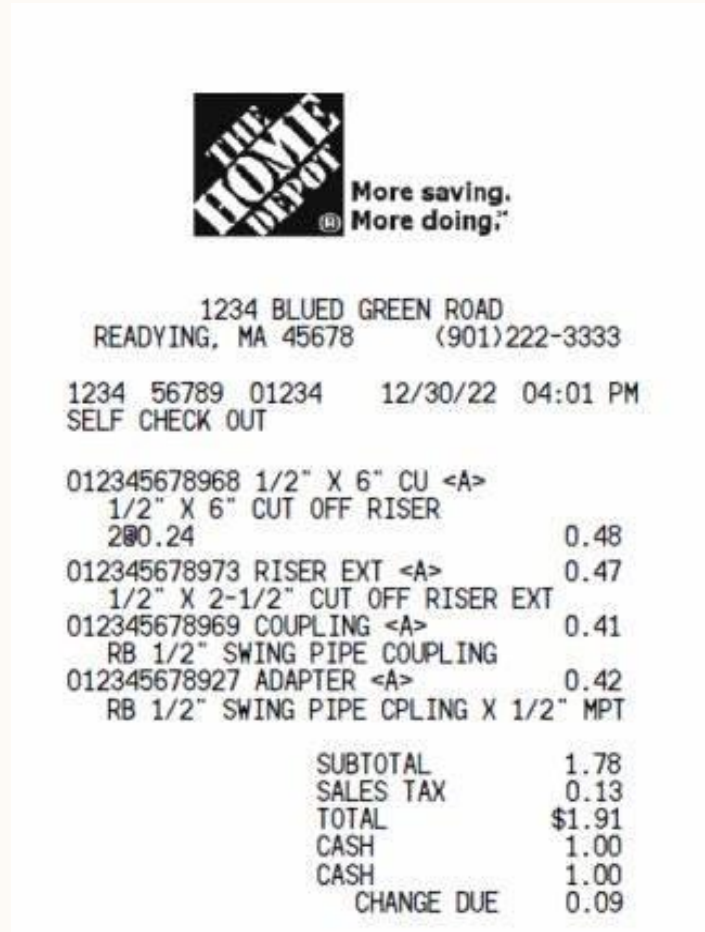 THE
HOME
DEPOT
®
More saving.
More doing.℠
1234 BLUED GREEN ROAD
READYING, MA 45678 (901)222-3333
1234 56789 01234 12/30/22 04:01 PM
SELF CHECK OUT
012345678968 1/2" X 6" CU <A>
1/2" X 6" CUT OFF RISER
2@0.24 0.48
012345678973 RISER EXT <A> 0.47
1/2" X 2-1/2" CUT OFF RISER EXT
012345678969 COUPLING <A> 0.41
RB 1/2" SWING PIPE COUPLING
012345678927 ADAPTER <A> 0.42
RB 1/2" SWING PIPE CPLING X 1/2" MPT
SUBTOTAL 1.78
SALES TAX 0.13
TOTAL $1.91
CASH 1.00
CASH 1.00
CHANGE DUE 0.09